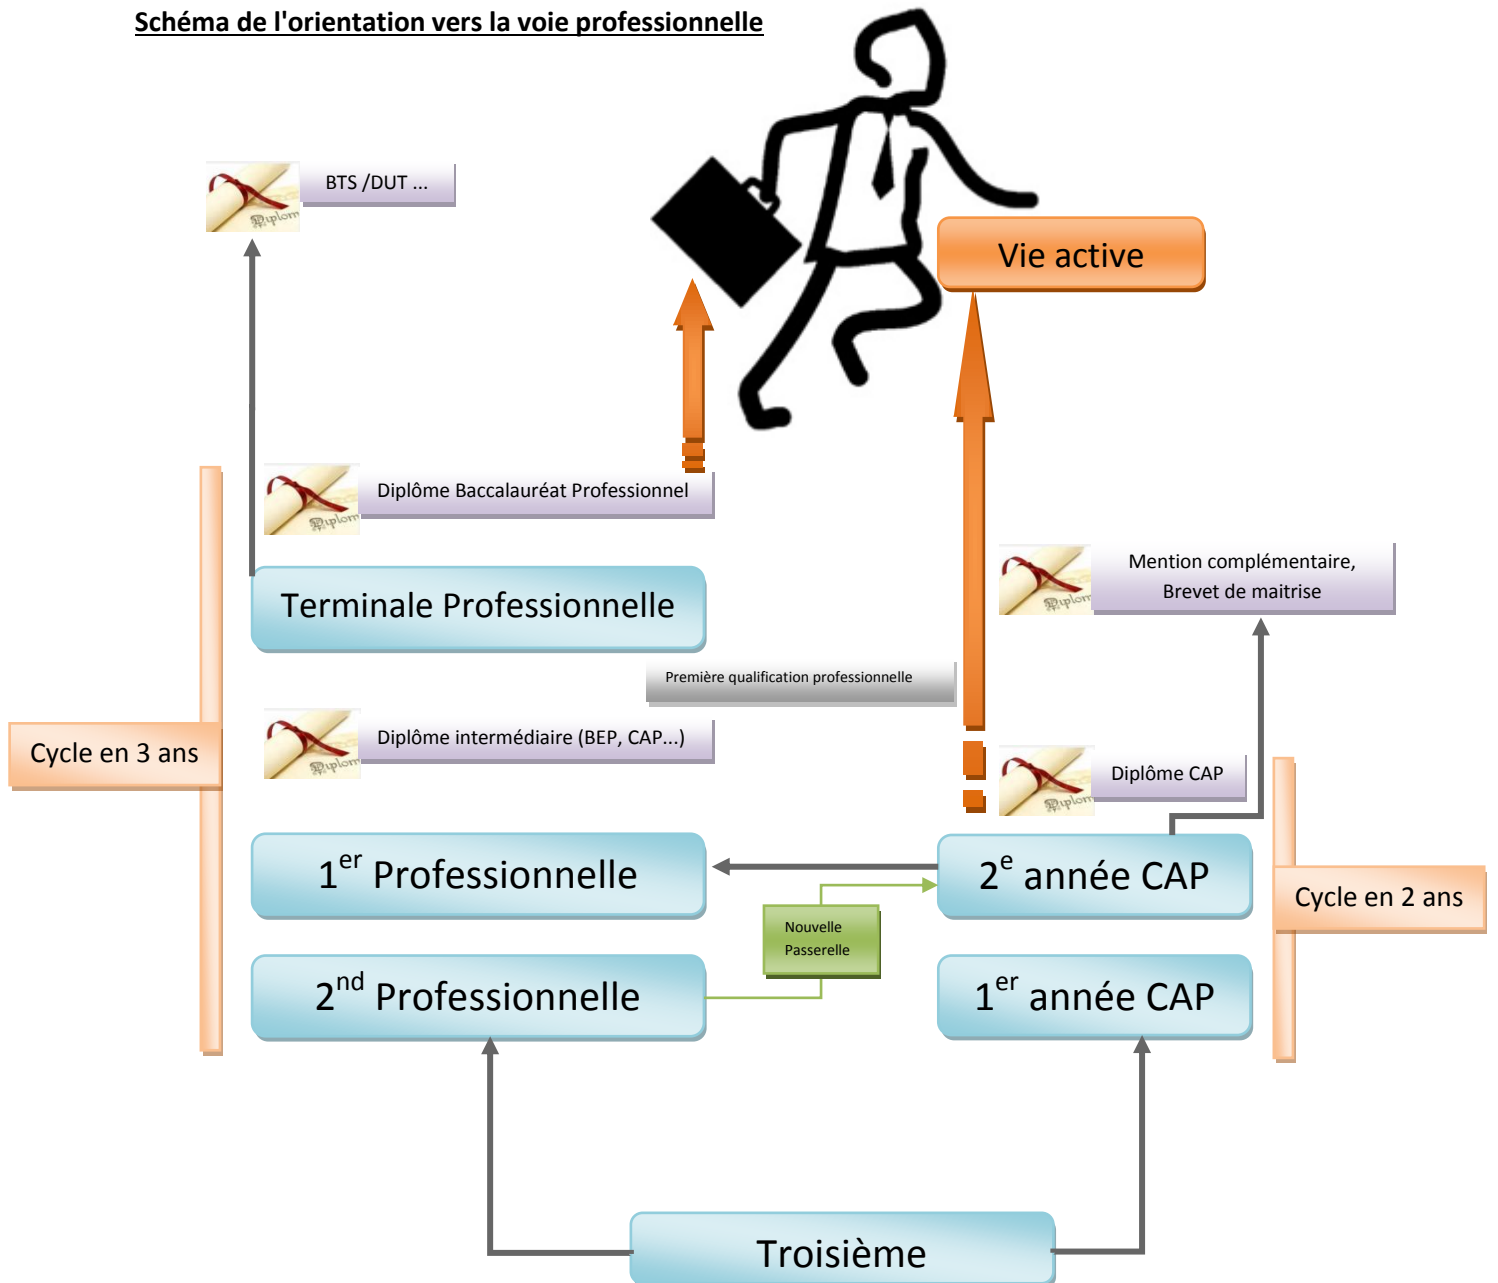 Schéma de l'orientation vers la voie professionnelle
BTS /DUT ...
Vie active
Diplôme Baccalauréat Professionnel
Mention complémentaire,
Brevet de maitrise
Terminale Professionnelle
Première qualification professionnelle
Diplôme intermédiaire (BEP, CAP...)
Cycle en 3 ans
Diplôme CAP
1er Professionnelle
2e année CAP
Cycle en 2 ans
Nouvelle
Passerelle
2nd Professionnelle
1er année CAP
Troisième